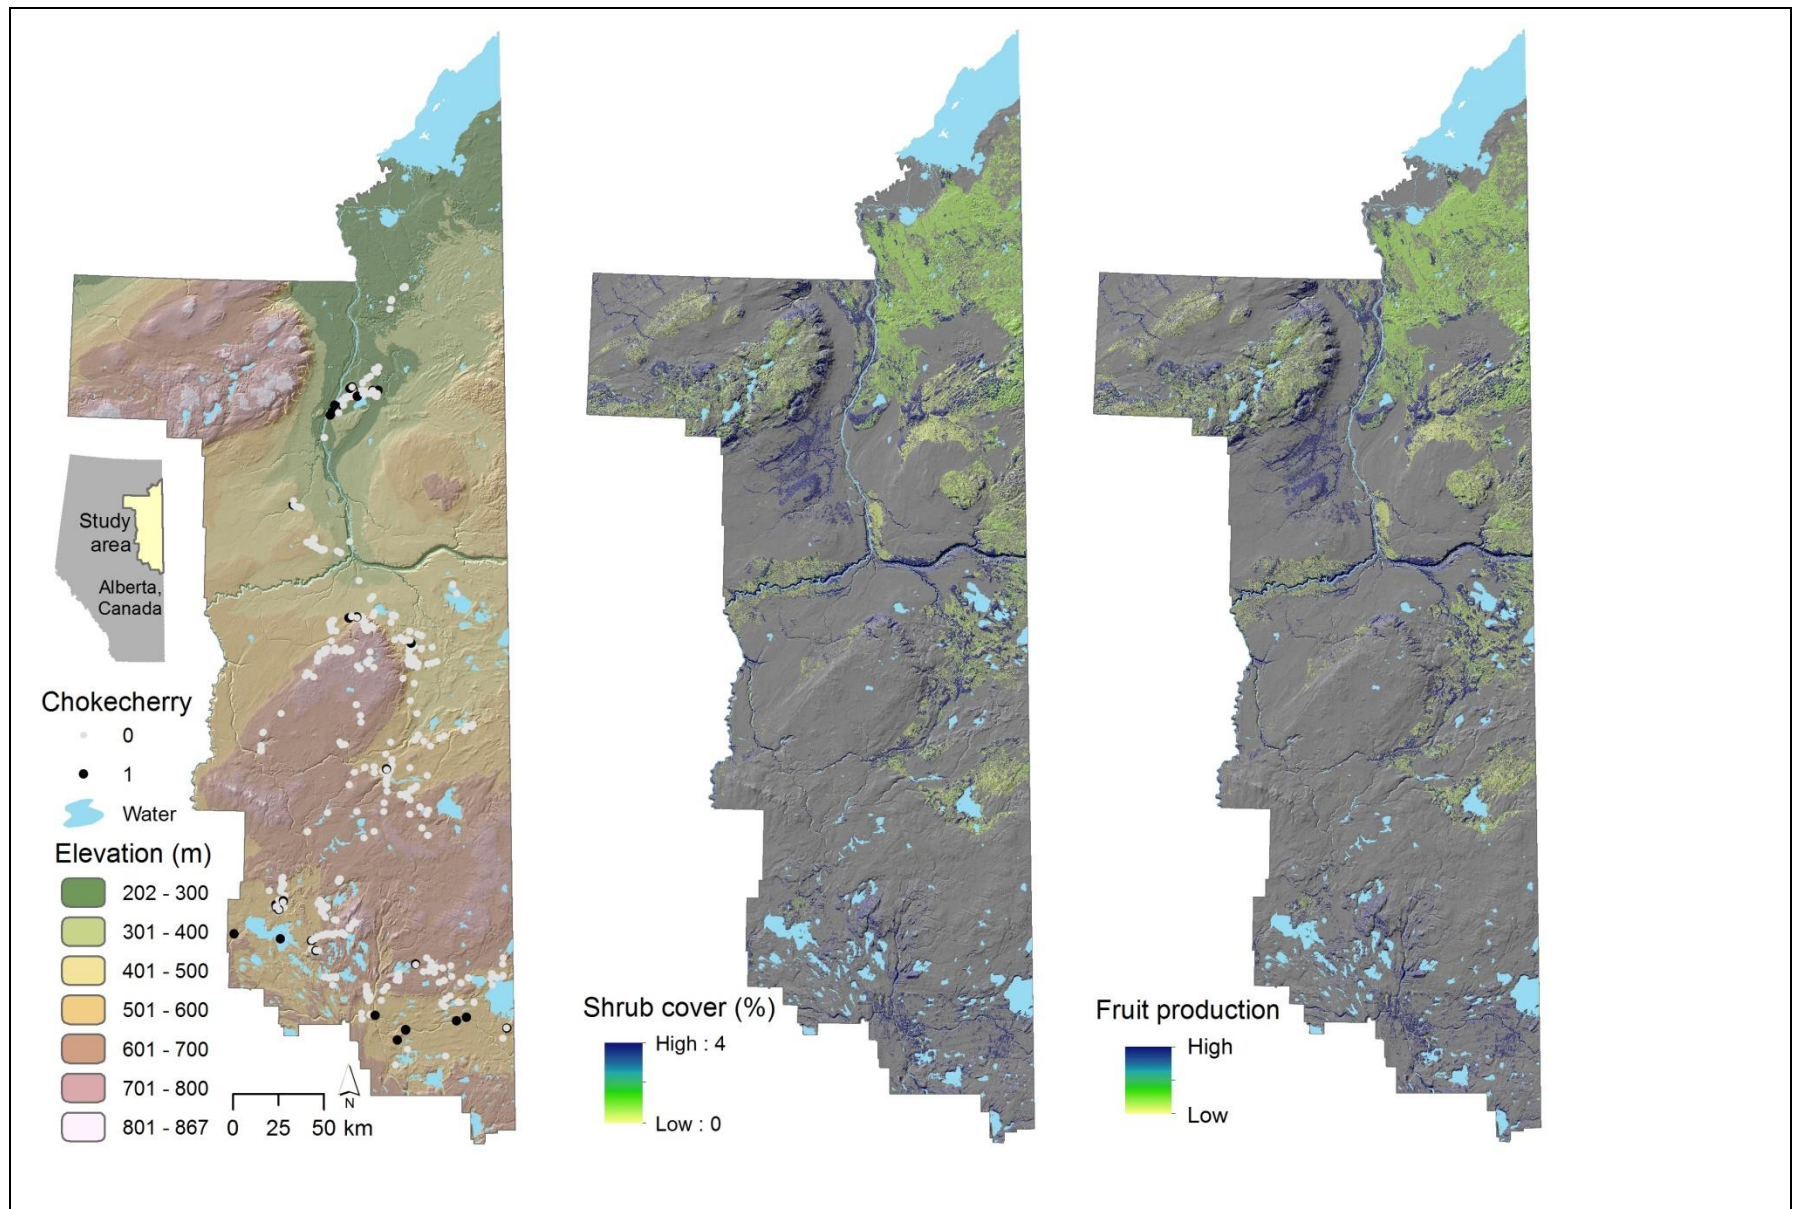 Study
area
Alberta,
Canada
Chokecherry
0
1
Water
Elevation (m)
202 - 300
301 - 400
401 - 500
501 - 600
601 - 700
701 - 800
801 - 867
N
0 25 50 km
Shrub cover (%)
High : 4
Low : 0
Fruit production
High
Low